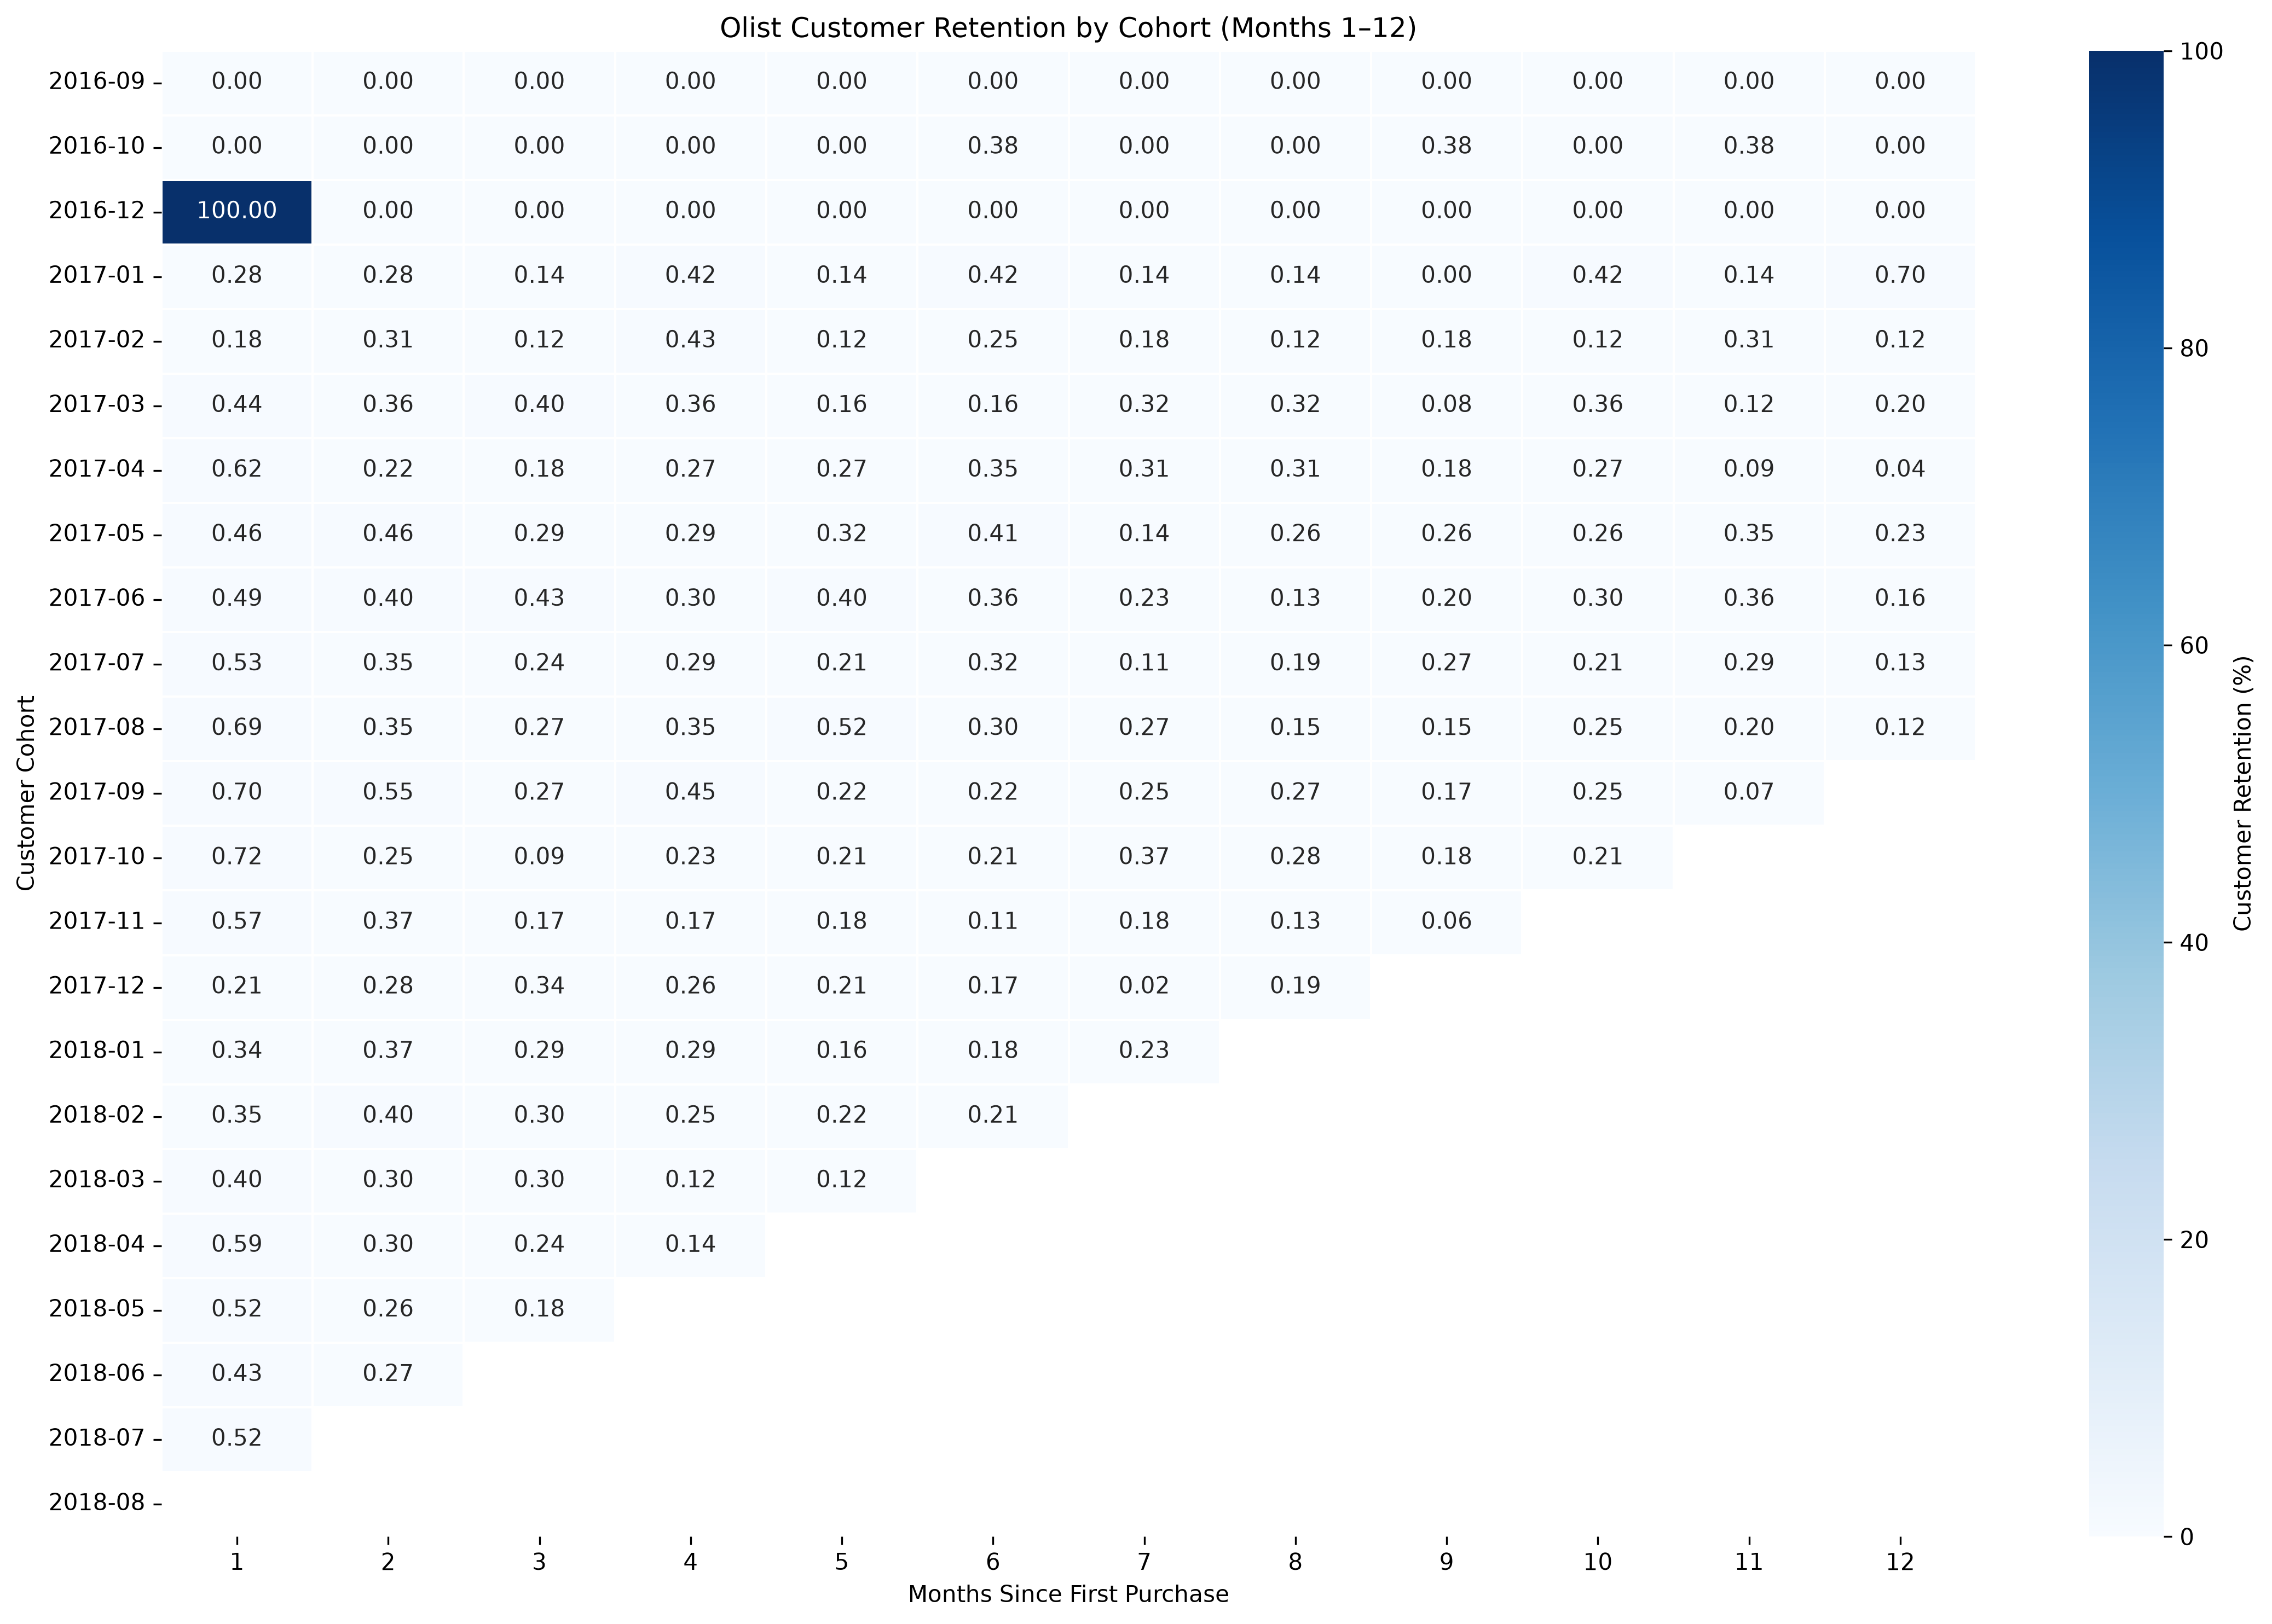 Olist Customer Retention by Cohort (Months 1–12)
Customer Cohort
2016-09 0.00 0.00 0.00 0.00 0.00 0.00 0.00 0.00 0.00 0.00 0.00 0.00
2016-10 0.00 0.00 0.00 0.00 0.00 0.38 0.00 0.00 0.38 0.00 0.38 0.00
2016-12 100.00 0.00 0.00 0.00 0.00 0.00 0.00 0.00 0.00 0.00 0.00 0.00
2017-01 0.28 0.28 0.14 0.42 0.14 0.42 0.14 0.14 0.00 0.42 0.14 0.70
2017-02 0.18 0.31 0.12 0.43 0.12 0.25 0.18 0.12 0.18 0.12 0.31 0.12
2017-03 0.44 0.36 0.40 0.36 0.16 0.16 0.32 0.32 0.08 0.36 0.12 0.20
2017-04 0.62 0.22 0.18 0.27 0.27 0.35 0.31 0.31 0.18 0.27 0.09 0.04
2017-05 0.46 0.46 0.29 0.29 0.32 0.41 0.14 0.26 0.26 0.26 0.35 0.23
2017-06 0.49 0.40 0.43 0.30 0.40 0.36 0.23 0.13 0.20 0.30 0.36 0.16
2017-07 0.53 0.35 0.24 0.29 0.21 0.32 0.11 0.19 0.27 0.21 0.29 0.13
2017-08 0.69 0.35 0.27 0.35 0.52 0.30 0.27 0.15 0.15 0.25 0.20 0.12
2017-09 0.70 0.55 0.27 0.45 0.22 0.22 0.25 0.27 0.17 0.25 0.07
2017-10 0.72 0.25 0.09 0.23 0.21 0.21 0.37 0.28 0.18 0.21
2017-11 0.57 0.37 0.17 0.17 0.18 0.11 0.18 0.13 0.06
2017-12 0.21 0.28 0.34 0.26 0.21 0.17 0.02 0.19
2018-01 0.34 0.37 0.29 0.29 0.16 0.18 0.23
2018-02 0.35 0.40 0.30 0.25 0.22 0.21
2018-03 0.40 0.30 0.30 0.12 0.12
2018-04 0.59 0.30 0.24 0.14
2018-05 0.52 0.26 0.18
2018-06 0.43 0.27
2018-07 0.52
2018-08
1 2 3 4 5 6 7 8 9 10 11 12
Months Since First Purchase
100
80
60
40
20
0
Customer Retention (%)